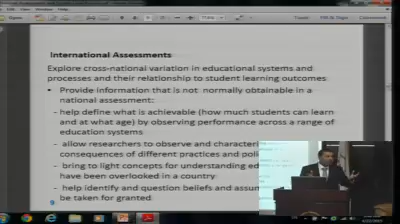 International Assessments
Explore cross-national variation in educational systems and
processes and their relationship to student learning outcomes
• Provide information that is not normally obtainable in a
national assessment:
- help define what is achievable (how much students can learn
and at what age) by observing performance across a range of
education systems
- allow researchers to observe and
consequences of different practices and
- bring to light concepts for understanding
have been overlooked in a country
- help identify and question beliefs and
be taken for granted